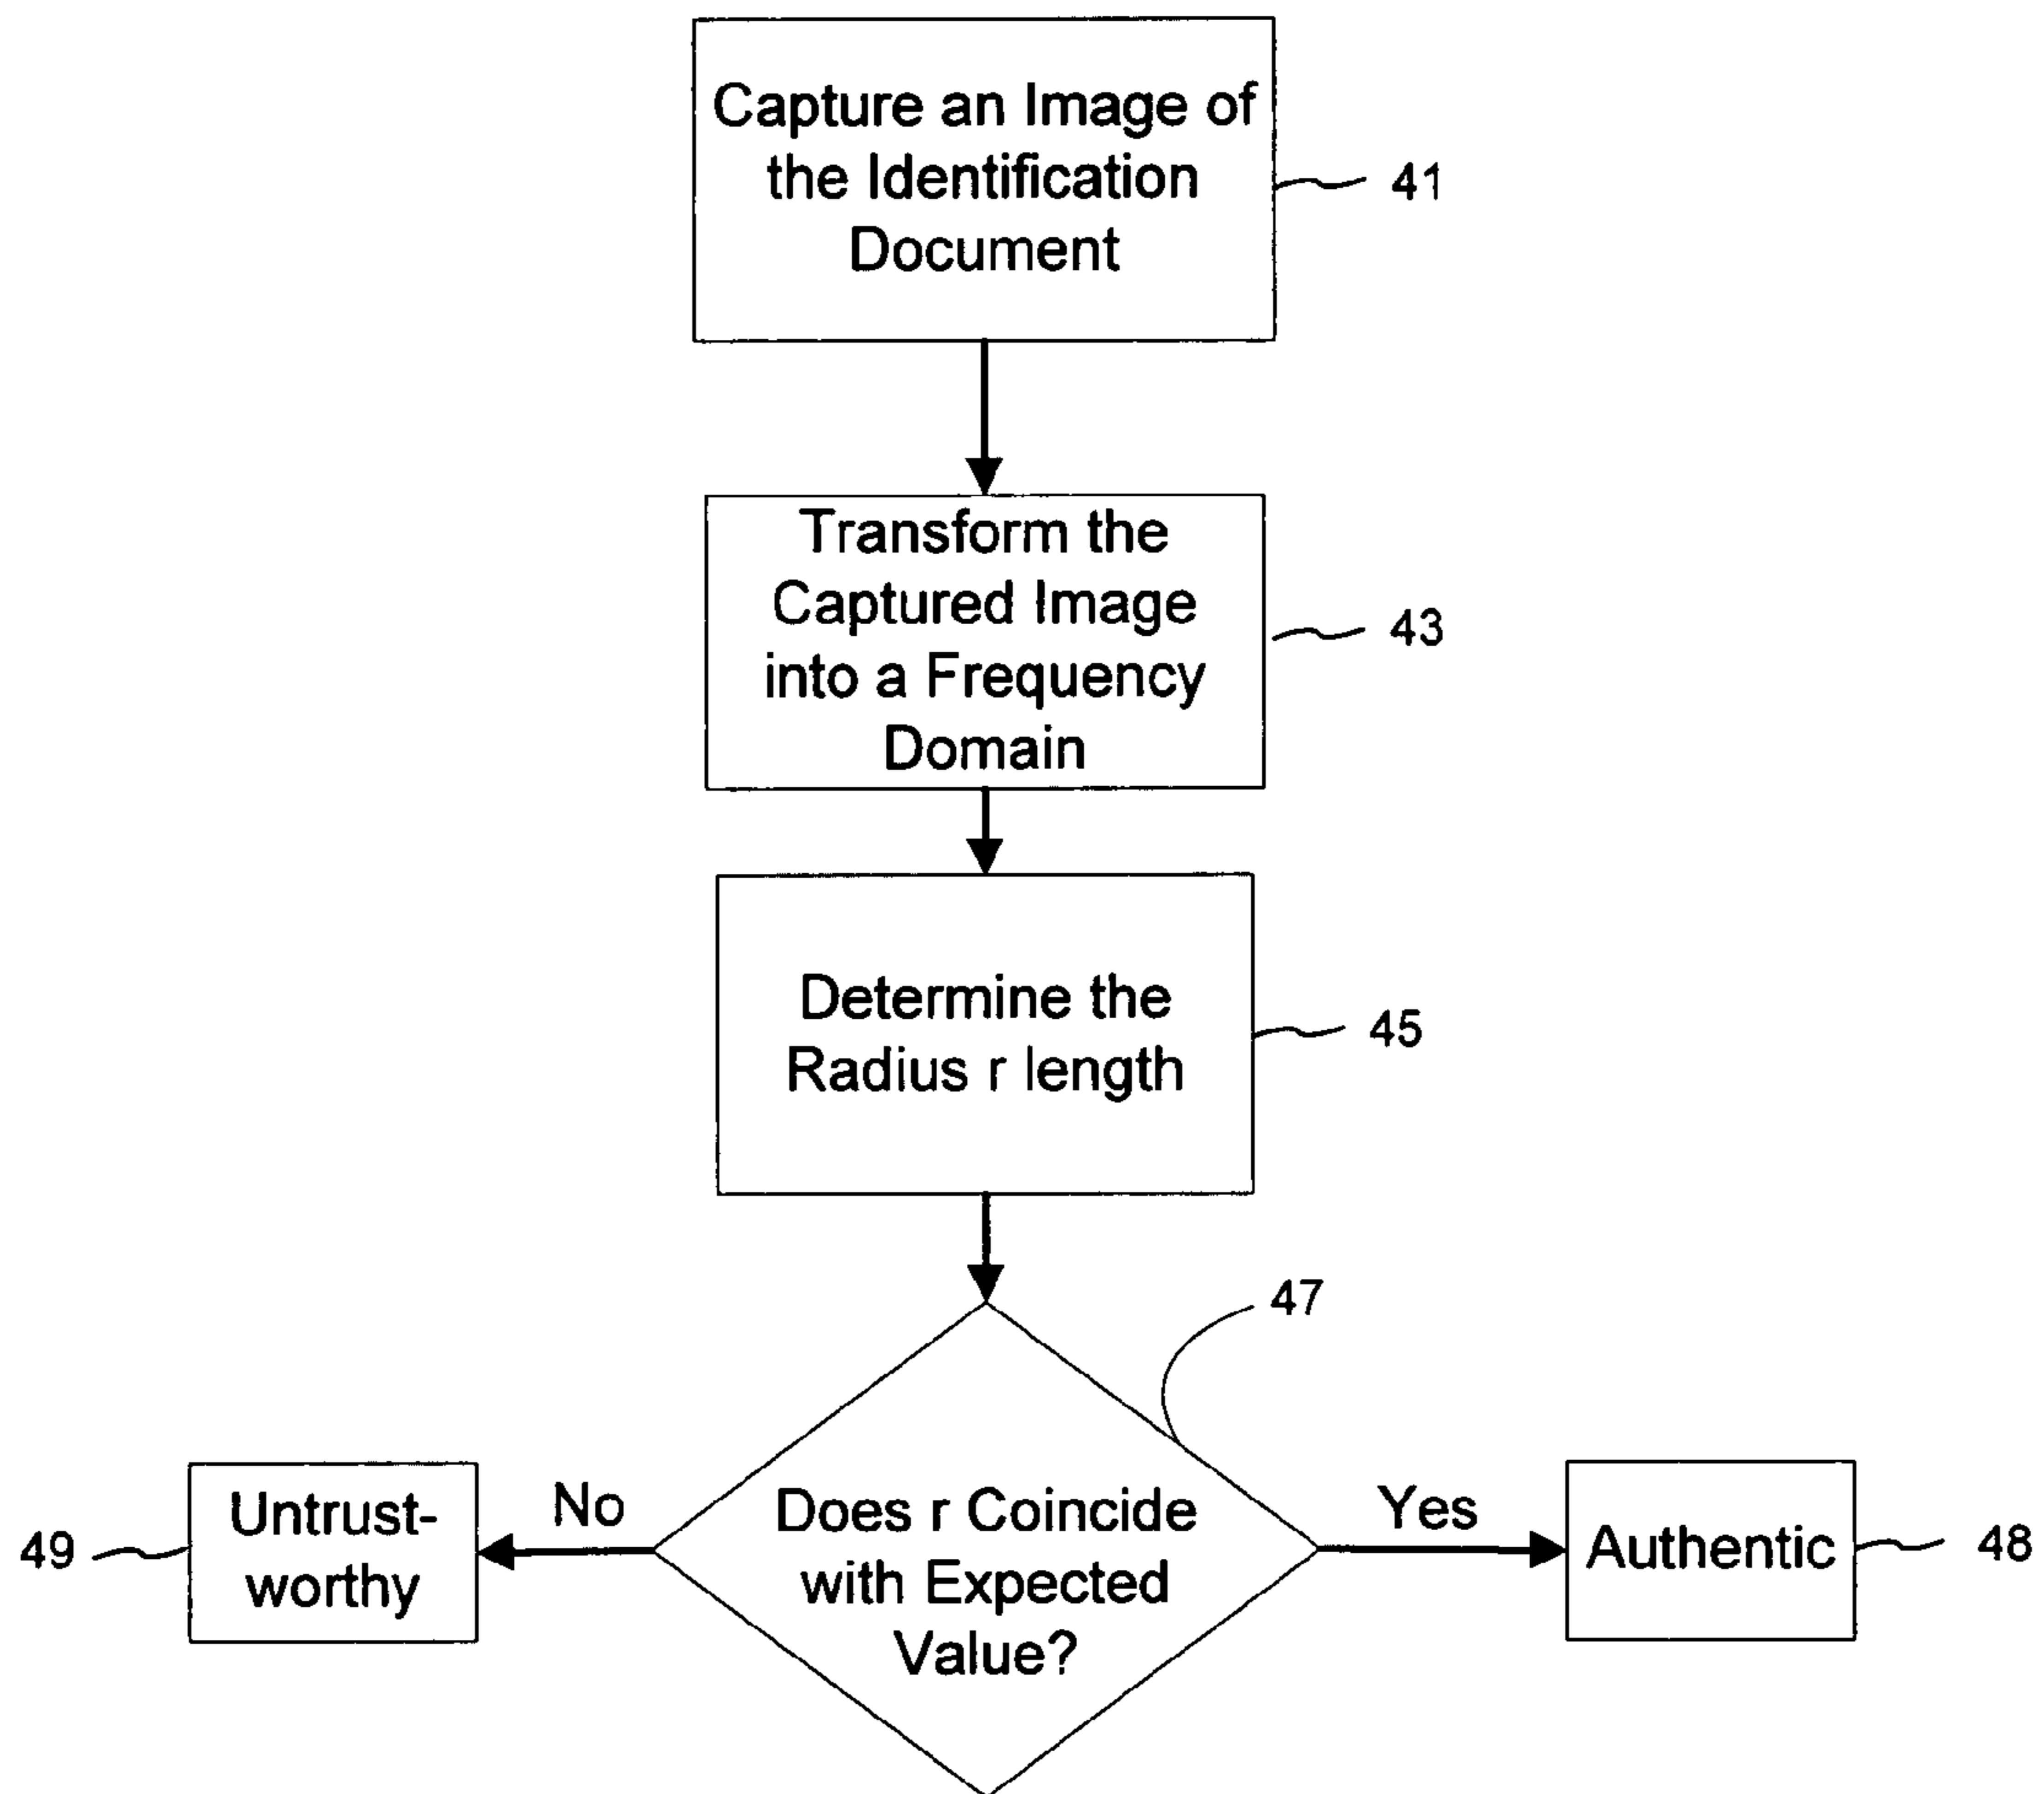 Capture an Image of
the Identification
Document
41
Transform the
Captured Image
into a Frequency
Domain
43
Determine the
Radius r length
45
47
Does r Coincide
with Expected
Value?
No
Yes
Untrust-
worthy
49
Authentic
48